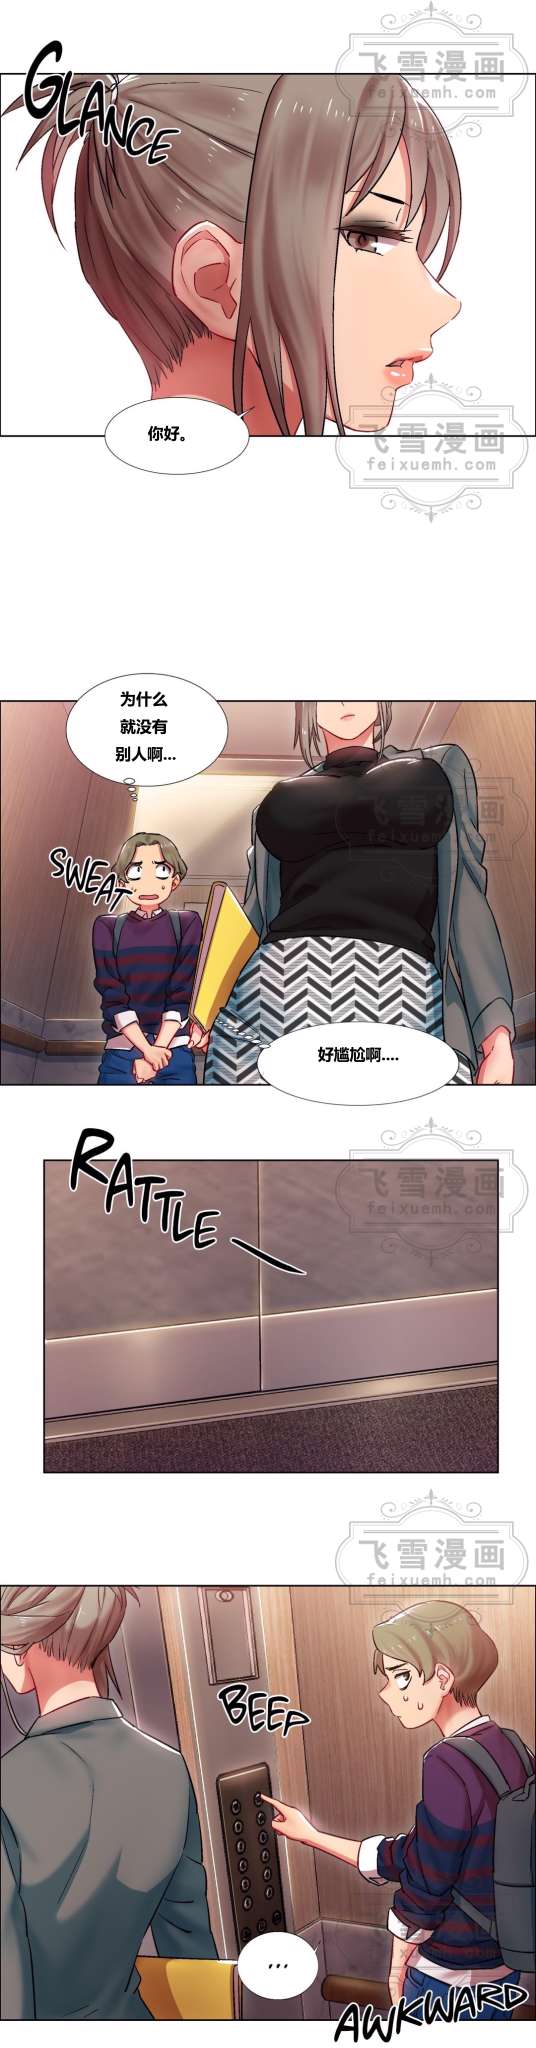 飞雪漫画
feixuemh.com
GLANCE
你好。
飞雪漫画
feixuemh.com
为什么
就没有
别人啊...
飞雪漫画
feixuemh.com
SWEAT
好尴尬啊....
RATTLE
飞雪漫画
feixuemh.com
飞雪漫画
feixuemh.com
BEEP
...
AWKWARD